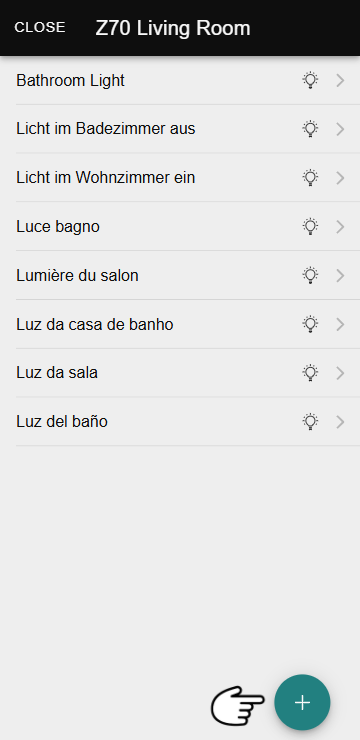 CLOSE Z70 Living Room
Bathroom Light
Licht im Badezimmer aus
Licht im Wohnzimmer ein
Luce bagno
Lumière du salon
Luz da casa de banho
Luz da sala
Luz del baño
+